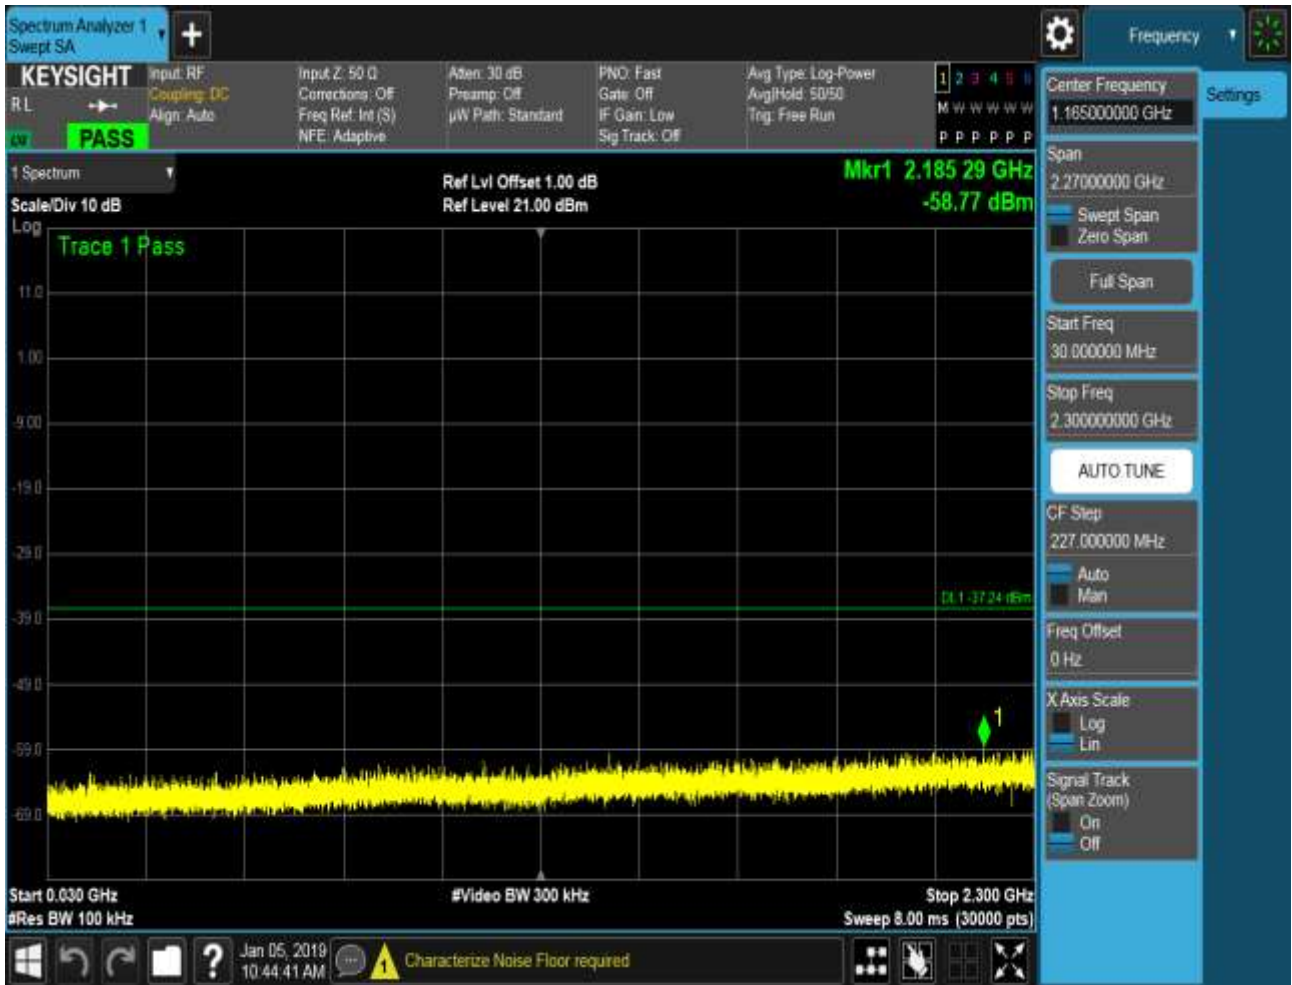 Spectrum Analyzer 1
Swept SA
Frequency
KEYSIGHT
R L
PASS
Input: RF
Coupling: DC
Align: Auto
Input Z: 50 Ω
Corrections: Off
Freq Ref: Int (S)
NFE: Adaptive
Atten: 30 dB
Preamp: Off
µW Path: Standard
PNO: Fast
Gate: Off
IF Gain: Low
Sig Track: Off
Avg Type: Log-Power
Avg|Hold: 50/50
Trig: Free Run
1 2 3 4 5 6
M W W W W W
P P P P P P
1 Spectrum
Scale/Div 10 dB
Log
Ref Lvl Offset 1.00 dB
Ref Level 21.00 dBm
Mkr1 2.185 29 GHz
-58.77 dBm
Trace 1 Pass
11.0
1.00
-9.00
-19.0
-29.0
DL1 -37.24 dBm
-39.0
-49.0
1
-59.0
-69.0
Start 0.030 GHz
#Video BW 300 kHz
Stop 2.300 GHz
#Res BW 100 kHz
Sweep 8.00 ms (30000 pts)
Center Frequency
1.165000000 GHz
Settings
Span
2.27000000 GHz
Swept Span
Zero Span
Full Span
Start Freq
30.000000 MHz
Stop Freq
2.300000000 GHz
AUTO TUNE
CF Step
227.000000 MHz
Auto
Man
Freq Offset
0 Hz
X Axis Scale
Log
Lin
Signal Track
(Span Zoom)
On
Off
?
Jan 05, 2019
10:44:41 AM
1
Characterize Noise Floor required